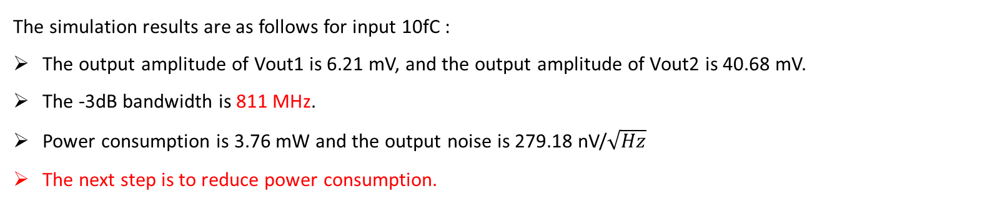 The simulation results are as follows for input 10fC :
➢ The output amplitude of Vout1 is 6.21 mV, and the output amplitude of Vout2 is 40.68 mV.
➢ The -3dB bandwidth is 811 MHz.
➢ Power consumption is 3.76 mW and the output noise is 279.18 nV/√Hz
➢ The next step is to reduce power consumption.